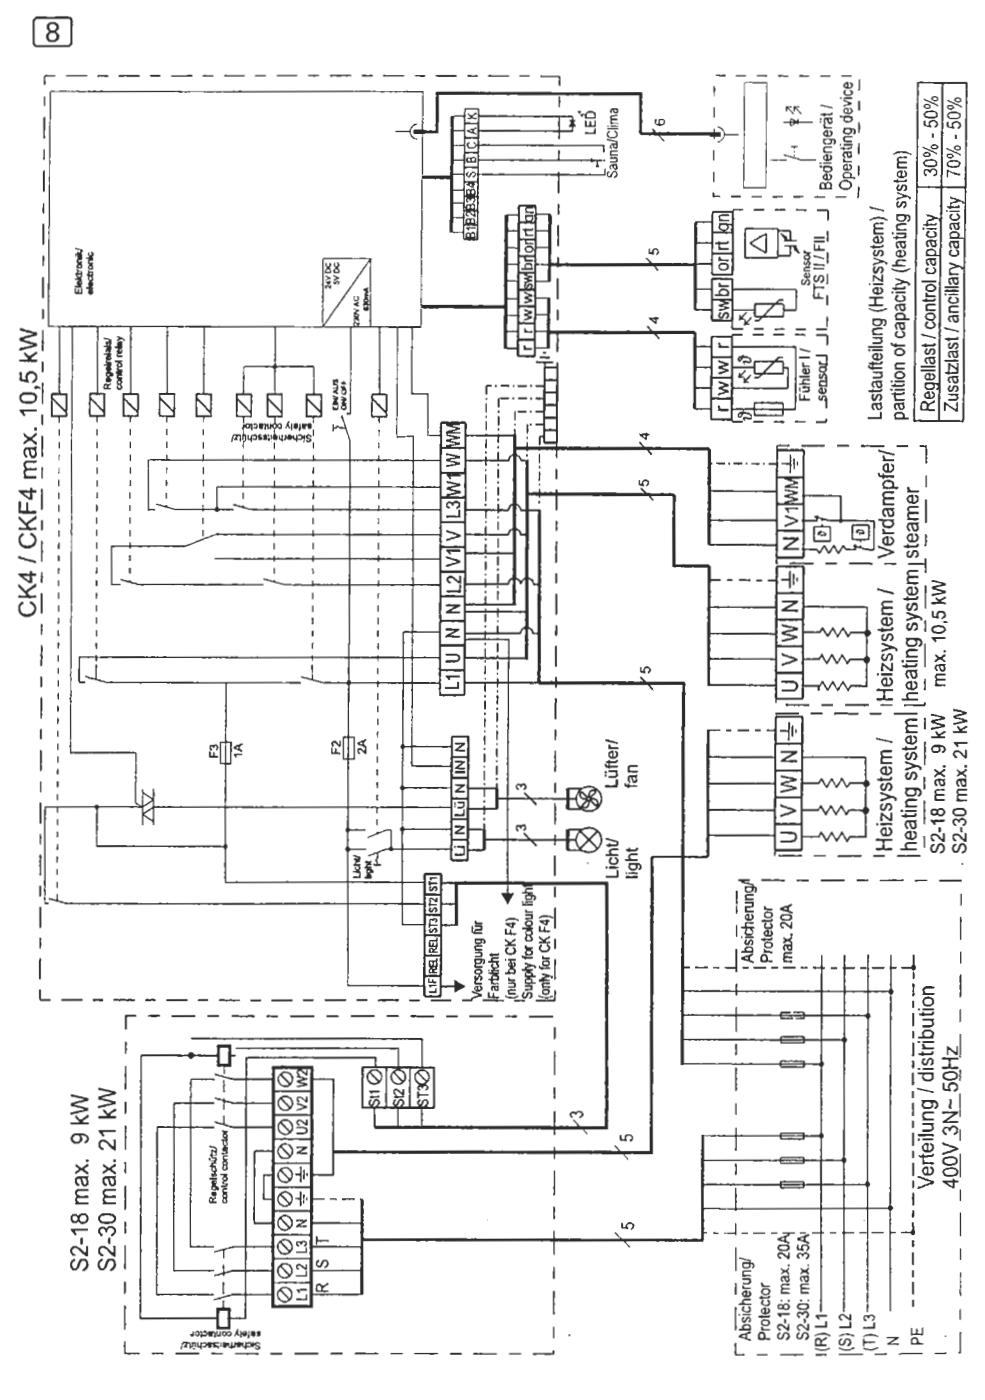 8
CK4 / CKF4 max. 10,5 kW
Elektronik/
electronic
24V DC
5V DC
230V AC
630mA
Regelrelais/
control relay
Sicherheitsschütz/
safety contactor
EIN/AUS
ON/OFF
B1 B2 B3 B4 S B C A K
LED
Sauna/Clima
6
Bediengerät /
Operating device
r r w w sw br or rt gn
5
4
sw br or rt gn
Sensor
FTS II / FII
r w w r
ϑ
ϑ
Fühler I /
sensor I
Lastaufteilung (Heizsystem) /
partition of capacity (heating system)
Regellast / control capacity 30% - 50%
Zusatzlast / ancillary capacity 70% - 50%
L1 U N N L2 V1 V L3 W1 W WM
4
5
5
N V1 WM
ϑ
ϑ
Verdampfer/
steamer
U V W N
Heizsystem /
heating system
max. 10,5 kW
U V W N
Heizsystem /
heating system
S2-18 max. 9 kW
S2-30 max. 21 kW
F3
1A
F2
2A
Licht/
light
Li N Lü N IN N
3
Lüfter/
fan
3
Licht/
light
L1F REL REL ST3 ST2 ST1
Versorgung für
Farblicht
(nur bei CK F4)
Supply for colour light
(only for CK F4)
S2-18 max. 9 kW
S2-30 max. 21 kW
Regelschütz/
control contactor
Sicherheitsschütz/
safety contactor
L1 L2 L3 N N U2 V2 W2
R S T
St1 St2 ST3
3
5
5
Absicherung/
Protector
max. 20A
Absicherung/
Protector
S2-18: max. 20A
S2-30: max. 35A
(R) L1
(S) L2
(T) L3
N
PE
Verteilung / distribution
400V 3N~ 50Hz